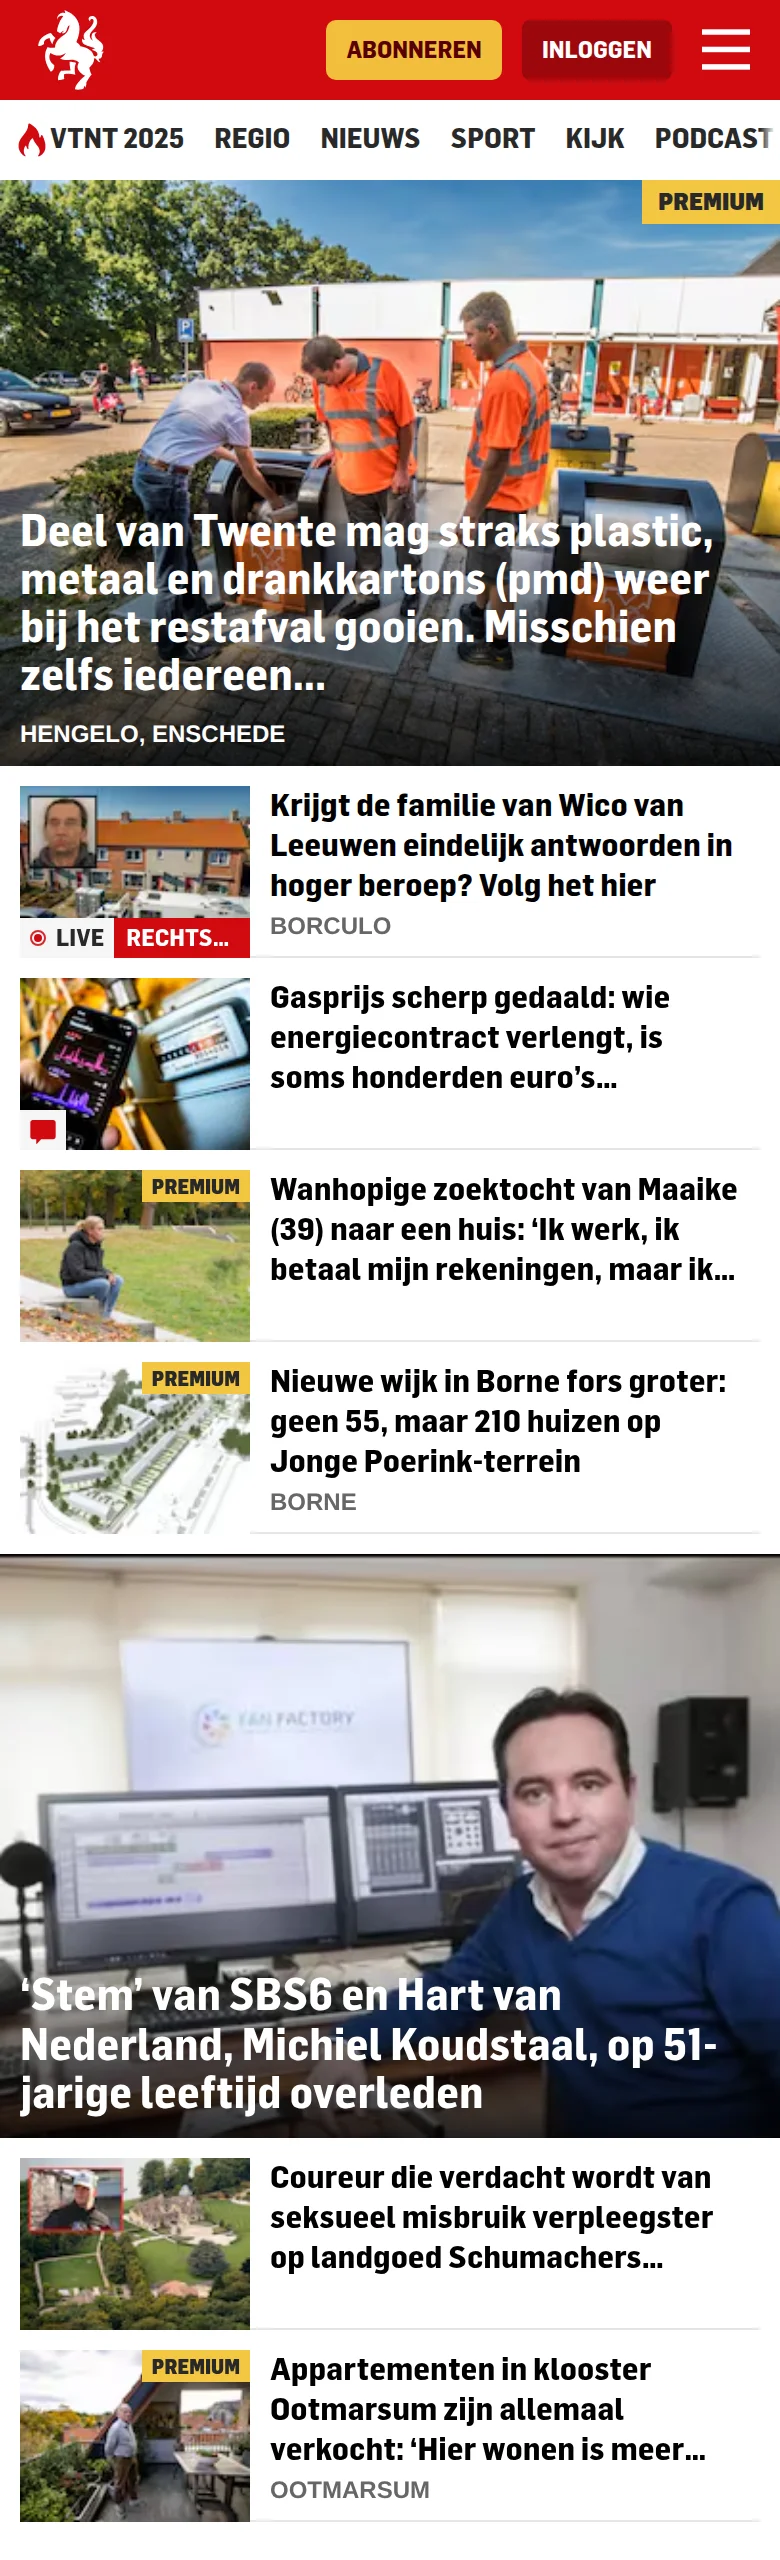 ABONNEREN
INLOGGEN
VTNT 2025 REGIO NIEUWS SPORT KIJK PODCAST
PREMIUM
P
Deel van Twente mag straks plastic,
metaal en drankkartons (pmd) weer
bij het restafval gooien. Misschien
zelfs iedereen...
HENGELO, ENSCHEDE
Krijgt de familie van Wico van
Leeuwen eindelijk antwoorden in
hoger beroep? Volg het hier
BORCULO
LIVE RECHTS...
Gasprijs scherp gedaald: wie
energiecontract verlengt, is
soms honderden euro’s...
PREMIUM
Wanhopige zoektocht van Maaike
(39) naar een huis: ‘Ik werk, ik
betaal mijn rekeningen, maar ik...
PREMIUM
Nieuwe wijk in Borne fors groter:
geen 55, maar 210 huizen op
Jonge Poerink-terrein
BORNE
FAN FACTORY
‘Stem’ van SBS6 en Hart van
Nederland, Michiel Koudstaal, op 51-
jarige leeftijd overleden
Coureur die verdacht wordt van
seksueel misbruik verpleegster
op landgoed Schumachers...
PREMIUM
Appartementen in klooster
Ootmarsum zijn allemaal
verkocht: ‘Hier wonen is meer...
OOTMARSUM